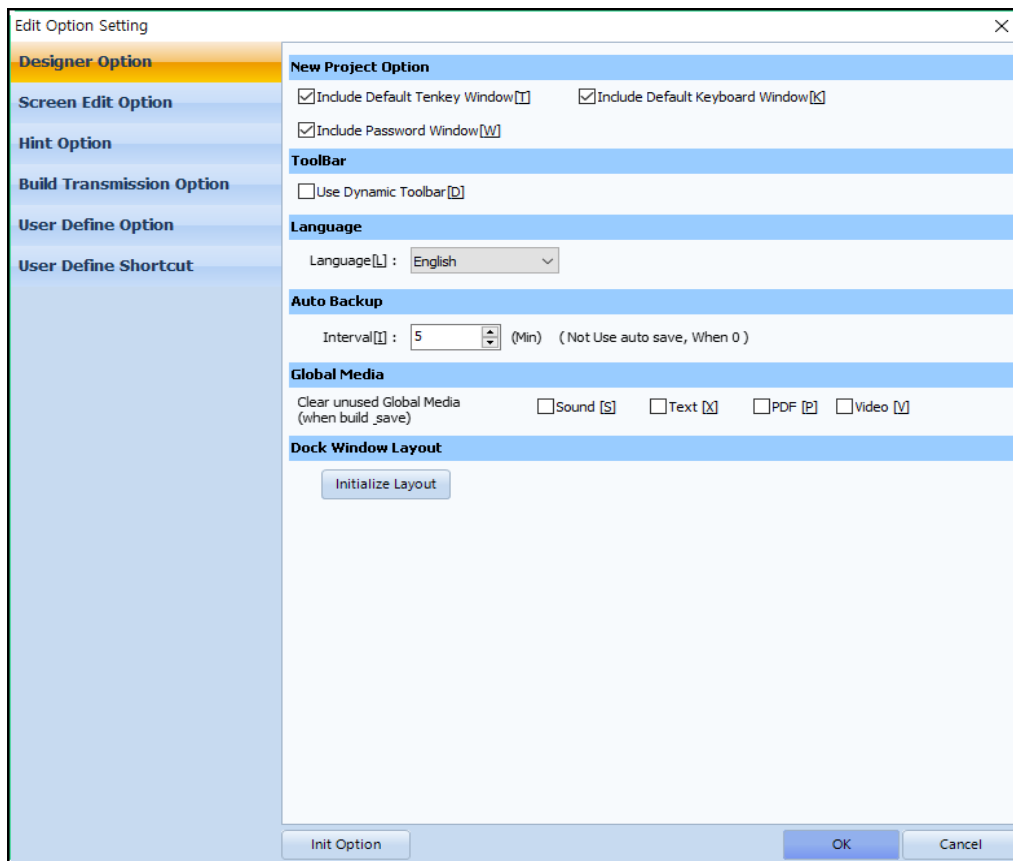 Edit Option Setting
Designer Option
Screen Edit Option
Hint Option
Build Transmission Option
User Define Option
User Define Shortcut
New Project Option
Include Default Tenkey Window[T] Include Default Keyboard Window[K]
Include Password Window[W]
ToolBar
Use Dynamic Toolbar[D]
Language
Language[L] : English
Auto Backup
Interval[I] : 5 (Min) ( Not Use auto save, When 0 )
Global Media
Clear unused Global Media
(when build_save) Sound [S] Text [X] PDF [P] Video [V]
Dock Window Layout
Initialize Layout
Init Option OK Cancel